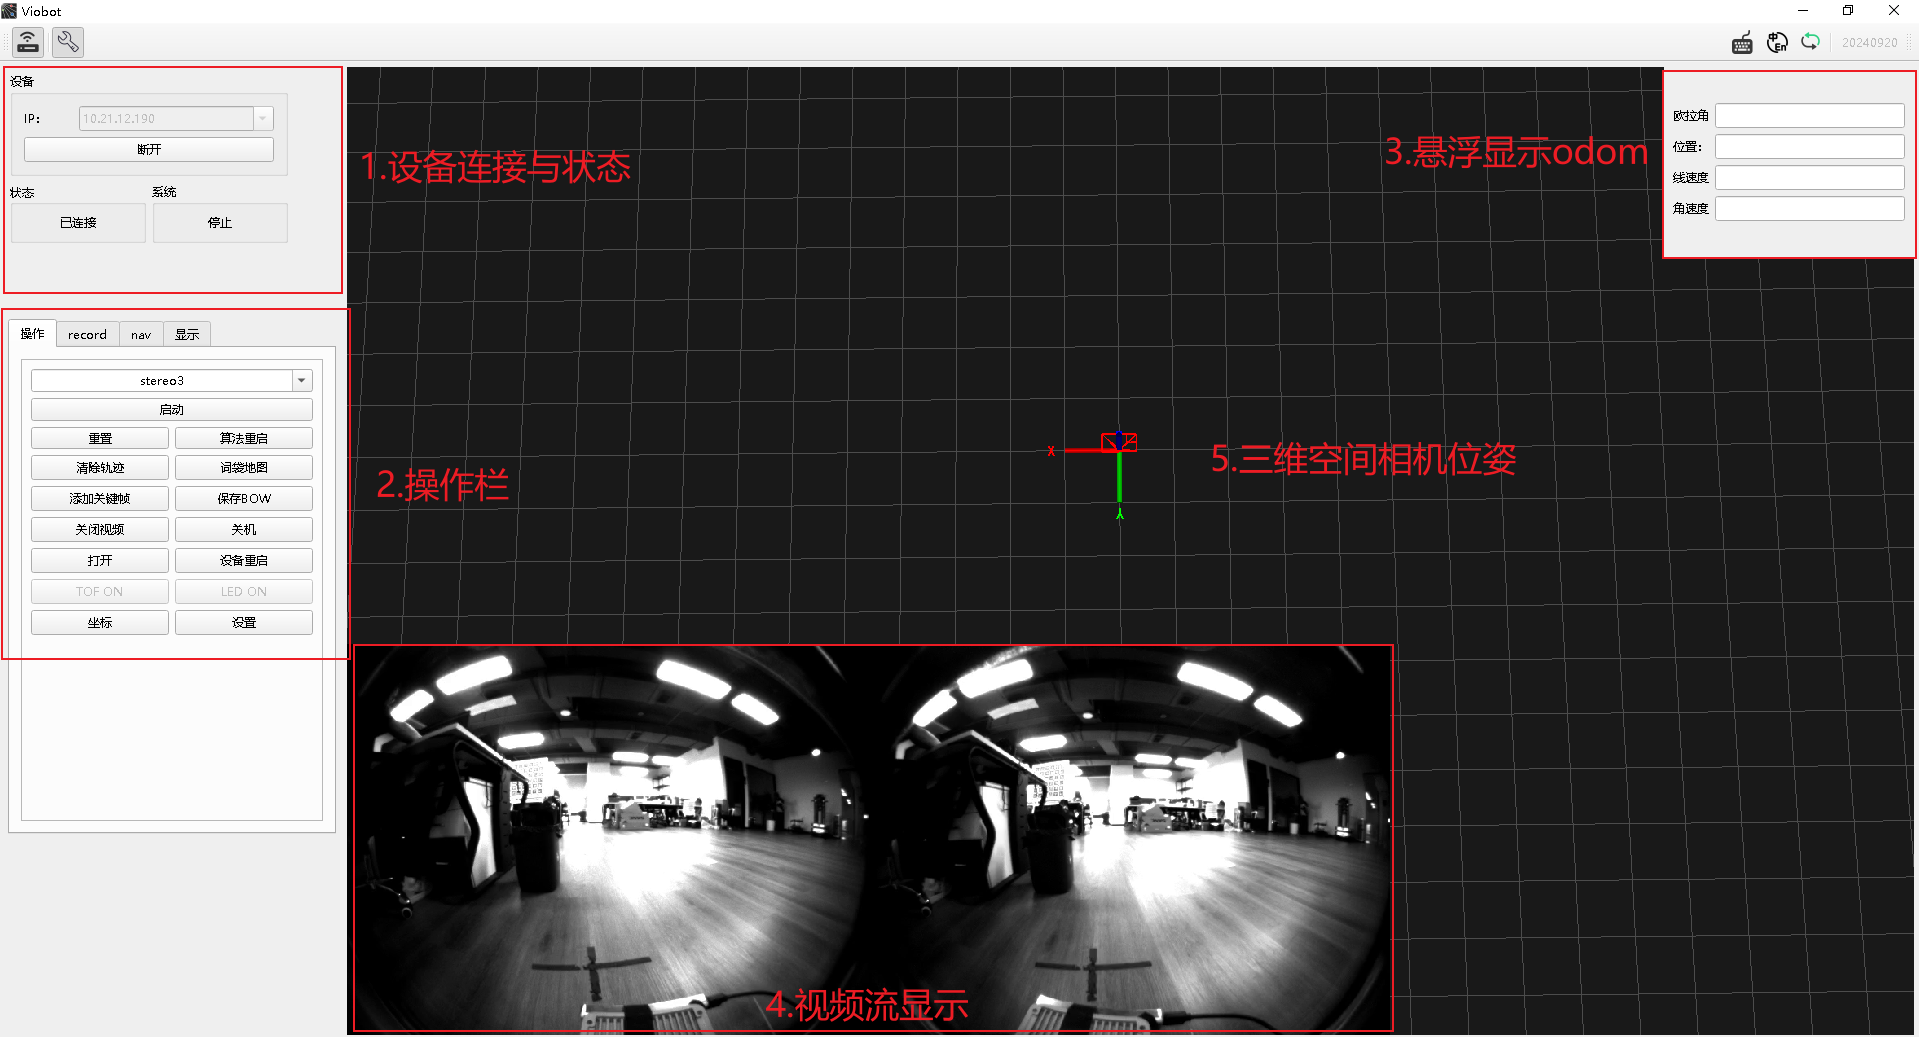 Viobot
20240920
设备
IP:
10.21.12.190
断开
状态
系统
已连接
停止
1.设备连接与状态
3.悬浮显示odom
欧拉角
位置:
线速度
角速度
操作
record
nav
显示
stereo3
启动
重置
算法重启
清除轨迹
词袋地图
添加关键帧
保存BOW
关闭视频
关机
打开
设备重启
TOF ON
LED ON
坐标
设置
2.操作栏
X
Y
5.三维空间相机位姿
4.视频流显示